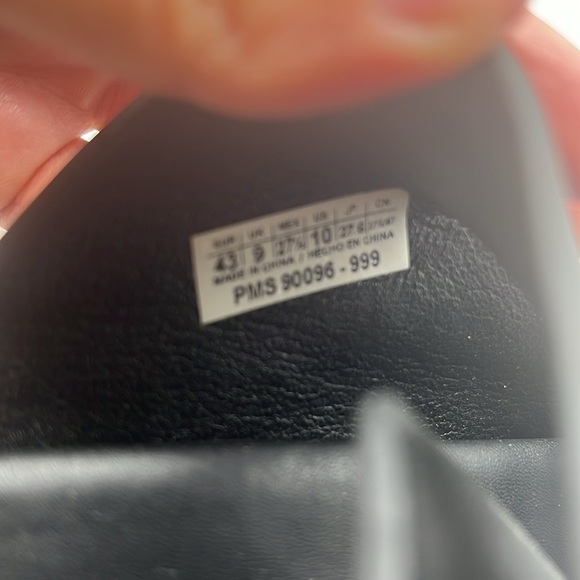 EUR UK MEX US JP CN
43 9 27½ 10 27.5
MADE IN CHINA / HECHO EN CHINA
PMS 90096 - 999